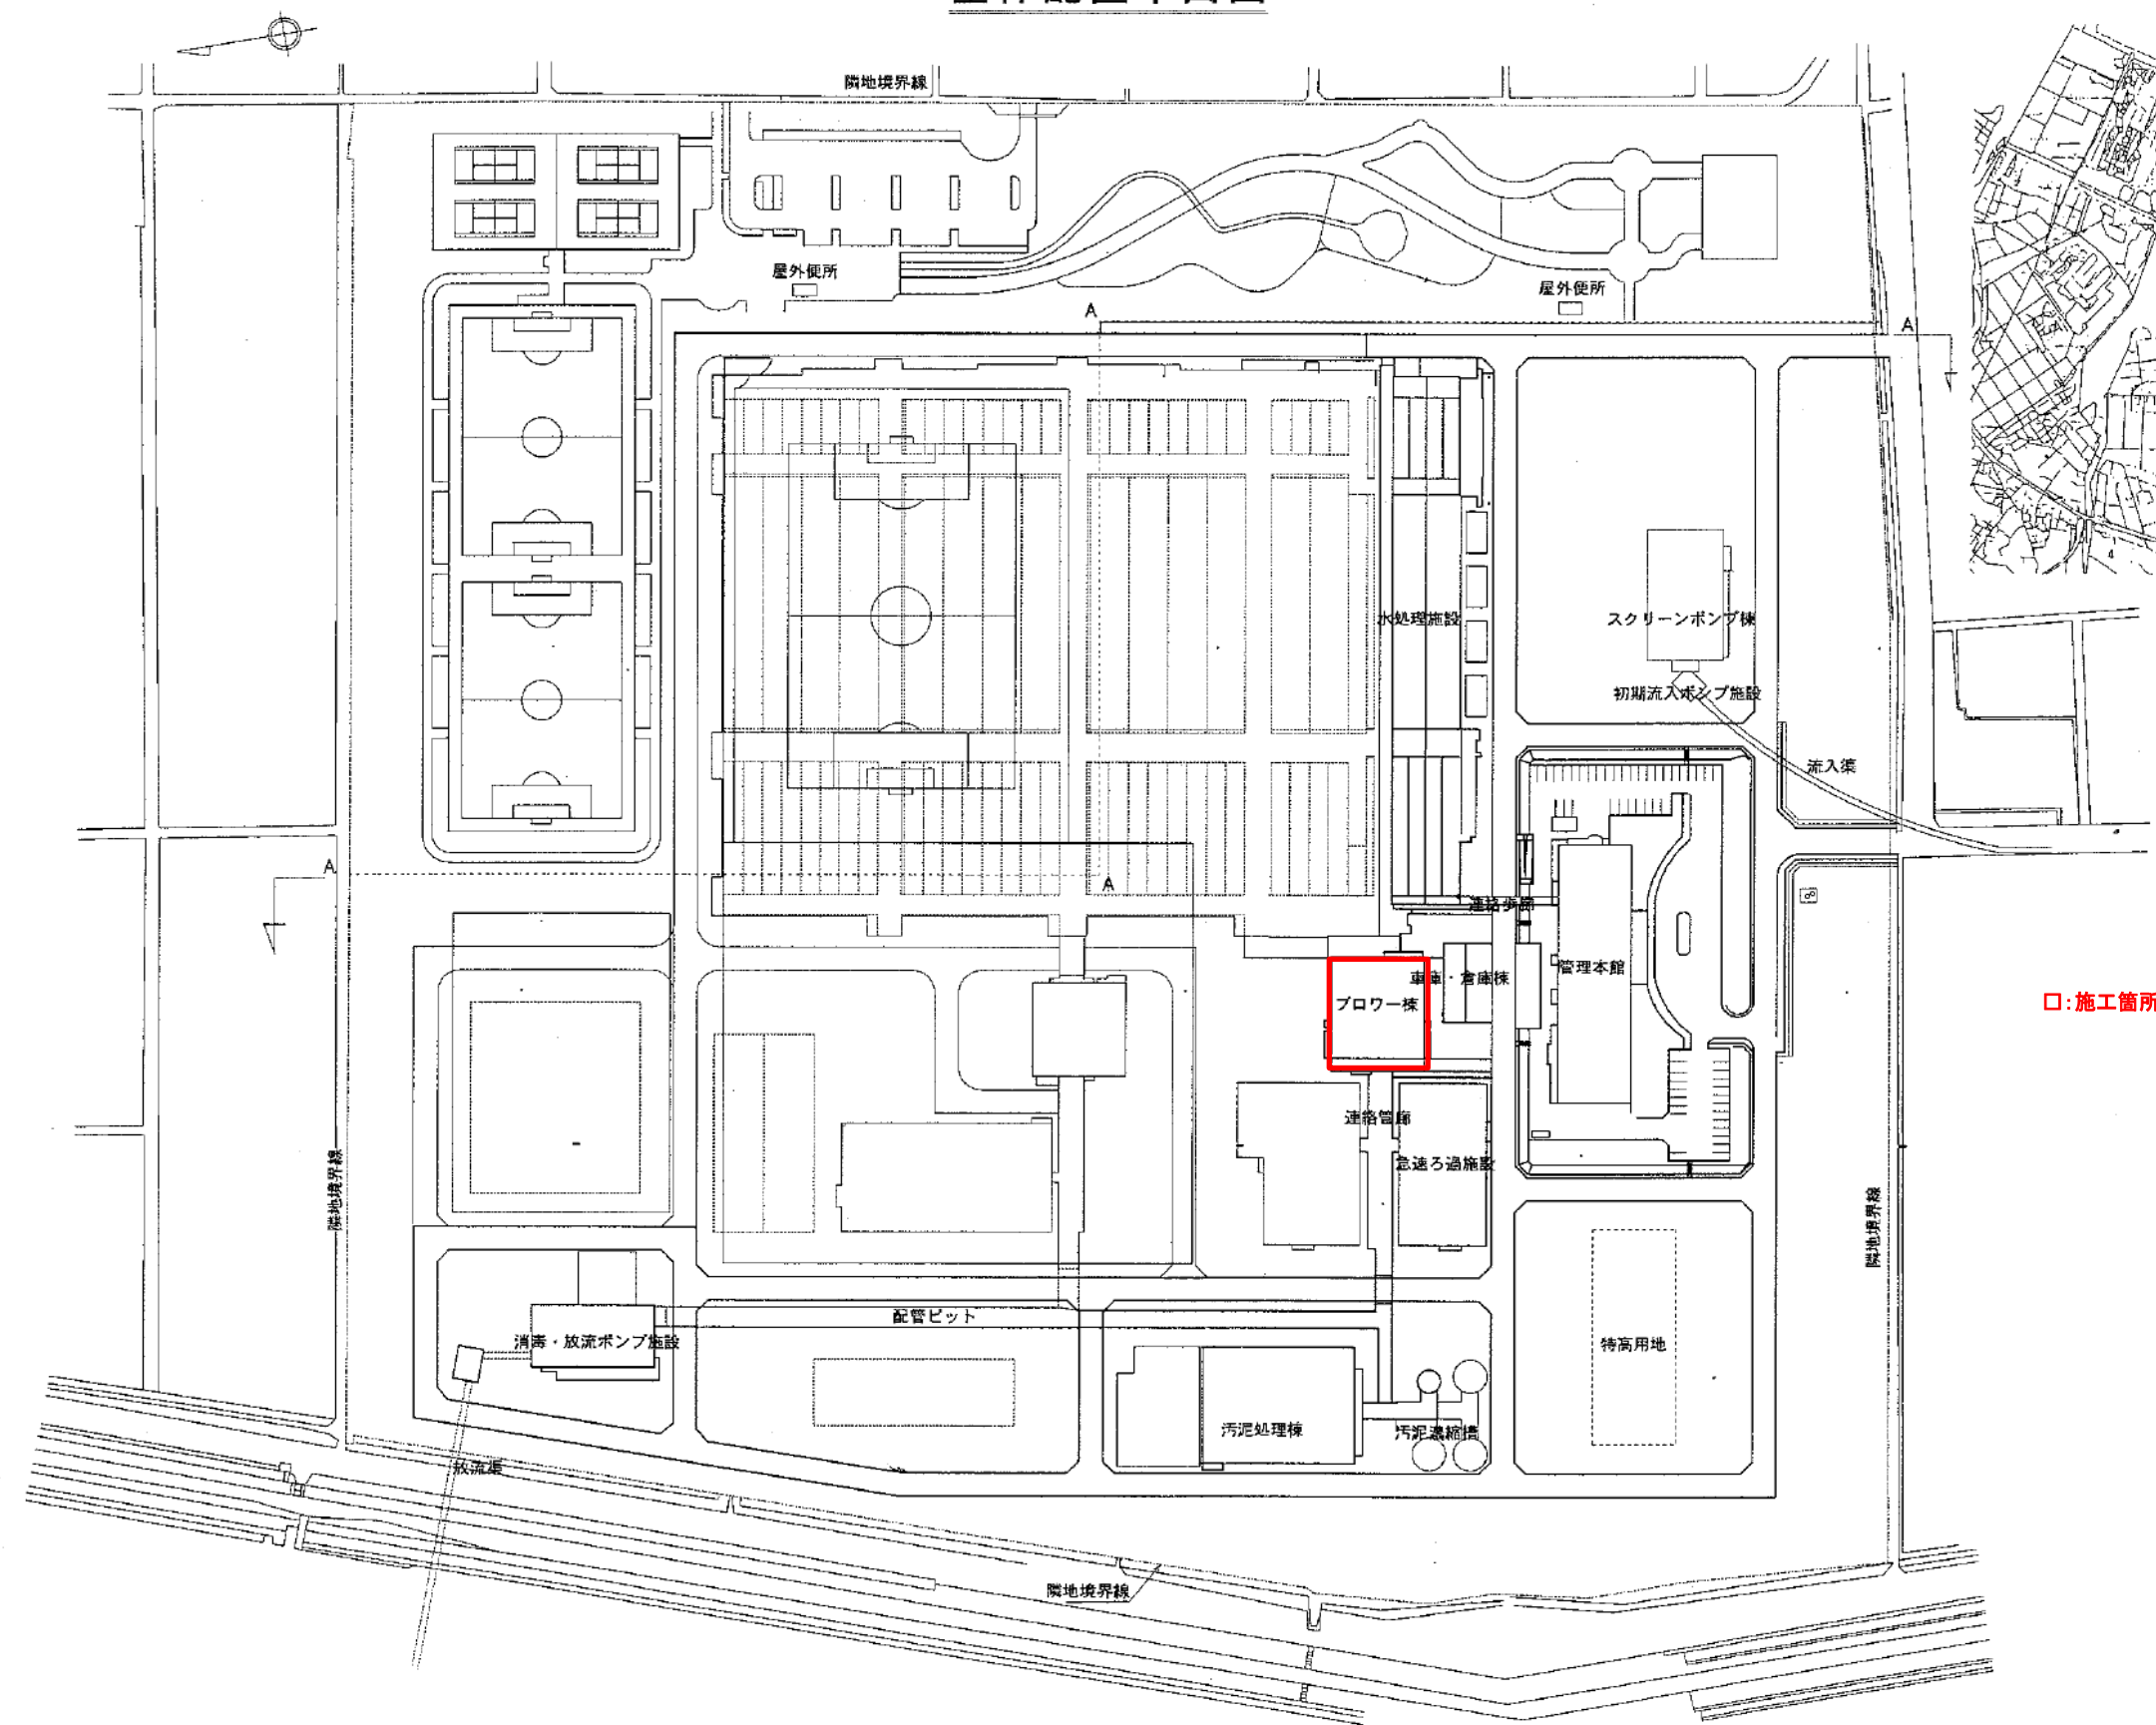 隣地境界線
屋外便所
屋外便所
A
A
水処理施設
スクリーンポンプ棟
初期流入ポンプ施設
流入渠
A
A
連絡歩廊
車庫・倉庫棟
管理本館
ブロワー棟
□:施工箇所
連絡管廊
急速ろ過施設
隣地境界線
隣地境界線
配管ピット
消毒・放流ポンプ施設
特高用地
汚泥処理棟
汚泥濃縮槽
放流渠
隣地境界線